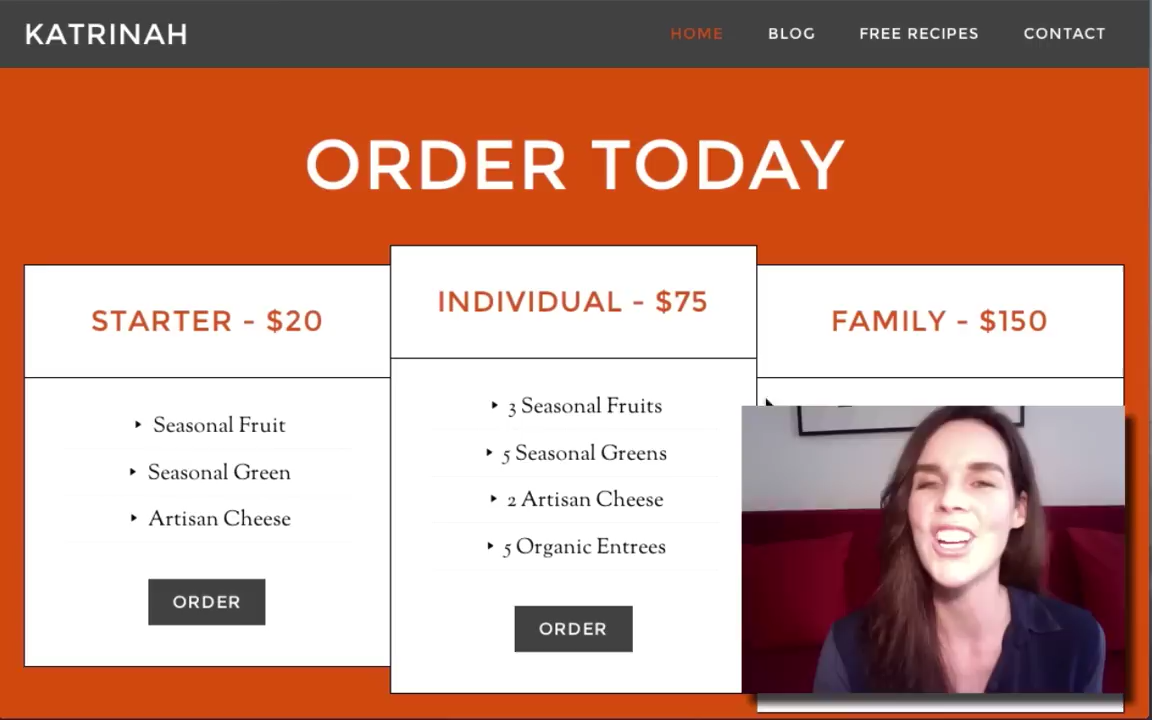 KATRINAH
HOME BLOG FREE RECIPES CONTACT
ORDER TODAY
STARTER - $20
Seasonal Fruit
Seasonal Green
Artisan Cheese
ORDER
INDIVIDUAL - $75
3 Seasonal Fruits
5 Seasonal Greens
2 Artisan Cheese
5 Organic Entrees
ORDER
FAMILY - $150